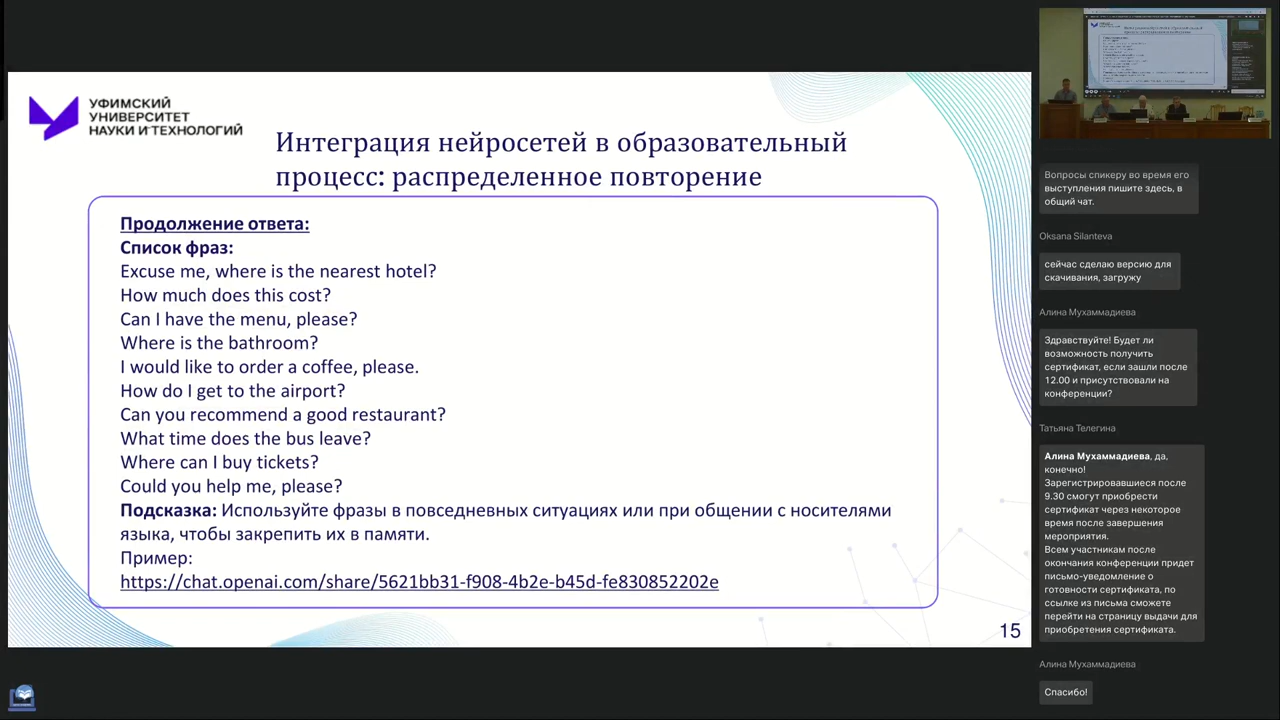 УФИМСКИЙ
УНИВЕРСИТЕТ
НАУКИ И ТЕХНОЛОГИЙ
Интеграция нейросетей в образовательный
процесс: распределенное повторение
Продолжение ответа:
Список фраз:
Excuse me, where is the nearest hotel?
How much does this cost?
Can I have the menu, please?
Where is the bathroom?
I would like to order a coffee, please.
How do I get to the airport?
Can you recommend a good restaurant?
What time does the bus leave?
Where can I buy tickets?
Could you help me, please?
Подсказка: Используйте фразы в повседневных ситуациях или при общении с носителями
языка, чтобы закрепить их в памяти.
Пример:
https://chat.openai.com/share/5621bb31-f908-4b2e-b45d-fe830852202e
15
Вопросы спикеру во время его
выступления пишите здесь, в
общий чат.
Oksana Silanteva
сейчас сделаю версию для
скачивания, загружу
Алина Мухаммадиева
Здравствуйте! Будет ли
возможность получить
сертификат, если зашли после
12.00 и присутствовали на
конференции?
Татьяна Телегина
Алина Мухаммадиева, да,
конечно!
Зарегистрировавшиеся после
9.30 смогут приобрести
сертификат через некоторое
время после завершения
мероприятия.
Всем участникам после
окончания конференции придет
письмо-уведомление о
готовности сертификата, по
ссылке из письма сможете
перейти на страницу выдачи для
приобретения сертификата.
Алина Мухаммадиева
Спасибо!